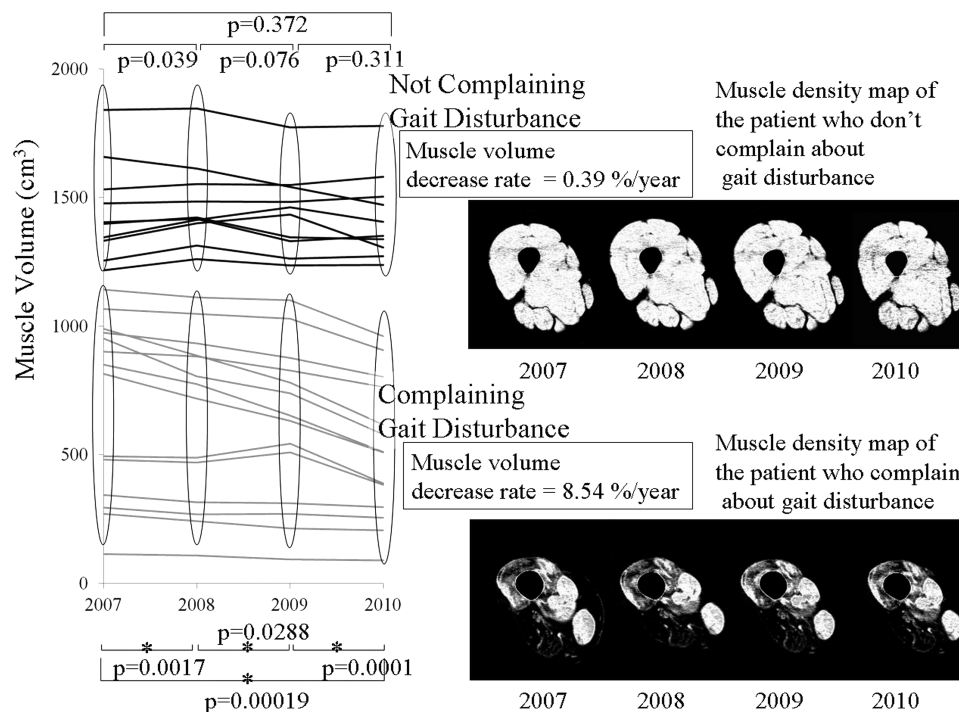 p=0.372
p=0.039
p=0.076
p=0.311
2000
1500
1000
500
0
Muscle Volume (cm³)
2007
2008
2009
2010
Not Complaining
Gait Disturbance
Muscle volume
decrease rate = 0.39 %/year
Complaining
Gait Disturbance
Muscle volume
decrease rate = 8.54 %/year
p=0.0288
*
*
*
p=0.0017
p=0.0001
*
p=0.00019
Muscle density map of
the patient who don't
complain about
gait disturbance
2007
2008
2009
2010
Muscle density map of
the patient who complain
about gait disturbance
2007
2008
2009
2010